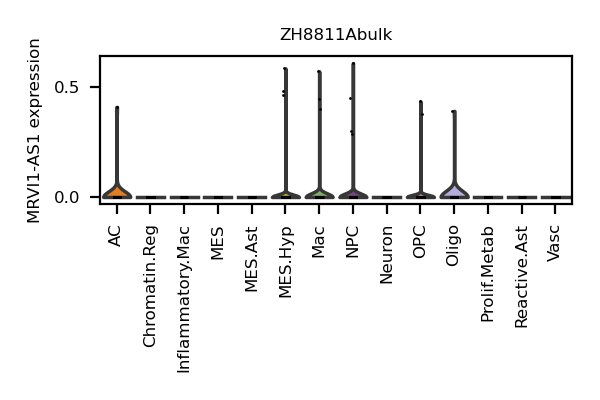 ZH8811Abulk
MRVI1-AS1 expression
0.5
0.0
AC
Chromatin.Reg
Inflammatory.Mac
MES
MES.Ast
MES.Hyp
Mac
NPC
Neuron
OPC
Oligo
Prolif.Metab
Reactive.Ast
Vasc